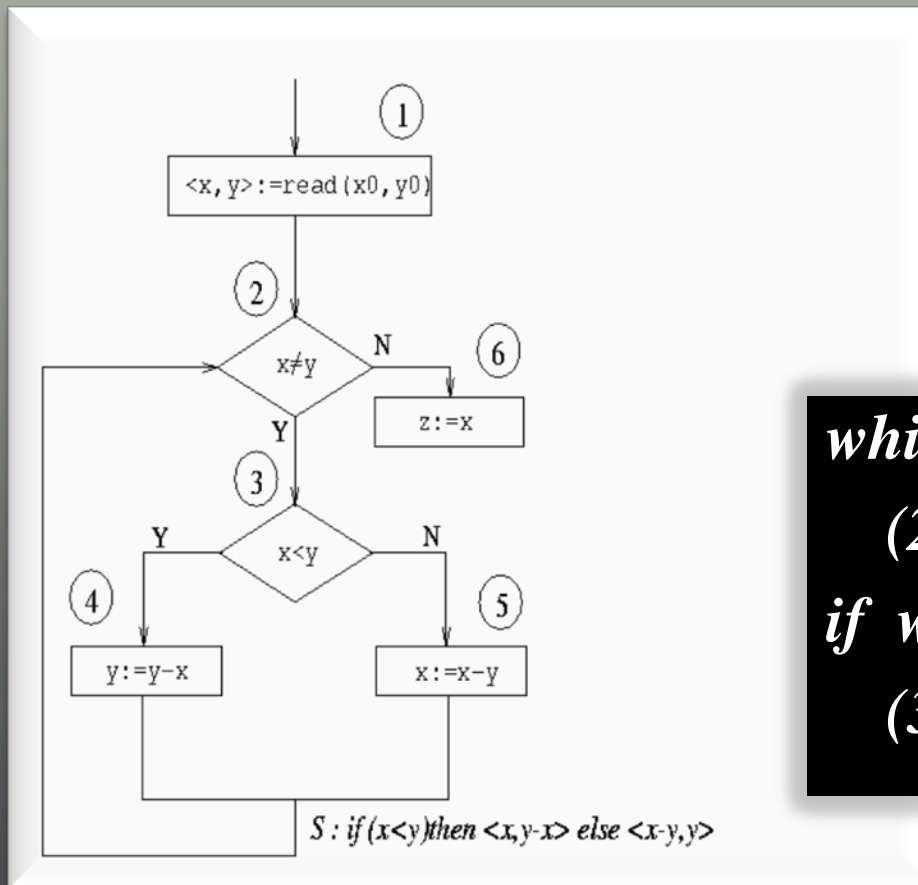 1
<x,y>:=read(x0,y0)
2
x≠y
N
6
z:=x
Y
3
x<y
Y
N
4
5
y:=y-x
x:=x-y
S : if (x<y)then <x,y-x> else <x-y,y>
whi
(2
if w
(3